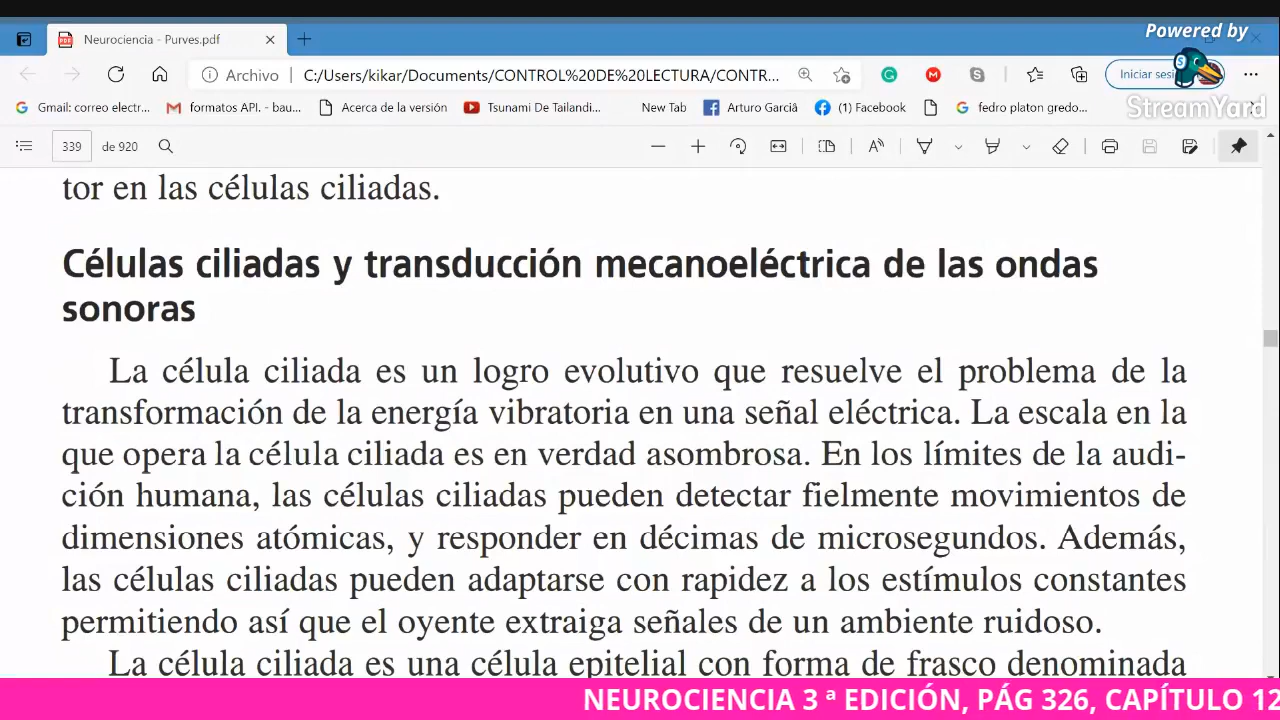 Powered by
Neurociencia - Purves.pdf
Archivo
C:/Users/kikar/Documents/CONTROL%20DE%20LECTURA/CONTR...
Iniciar sesi
StreamYard
Gmail: correo electr...
formatos API. - bau...
Acerca de la versión
Tsunami De Tailandi...
New Tab
Arturo Garciâ
(1) Facebook
fedro platon gredo...
339
de 920
tor en las células ciliadas.
Células ciliadas y transducción mecanoeléctrica de las ondas
sonoras
La célula ciliada es un logro evolutivo que resuelve el problema de la
transformación de la energía vibratoria en una señal eléctrica. La escala en la
que opera la célula ciliada es en verdad asombrosa. En los límites de la audi-
ción humana, las células ciliadas pueden detectar fielmente movimientos de
dimensiones atómicas, y responder en décimas de microsegundos. Además,
las células ciliadas pueden adaptarse con rapidez a los estímulos constantes
permitiendo así que el oyente extraiga señales de un ambiente ruidoso.
La célula ciliada es una célula epitelial con forma de frasco denominada
NEUROCIENCIA 3 ª EDICIÓN, PÁG 326, CAPÍTULO 12